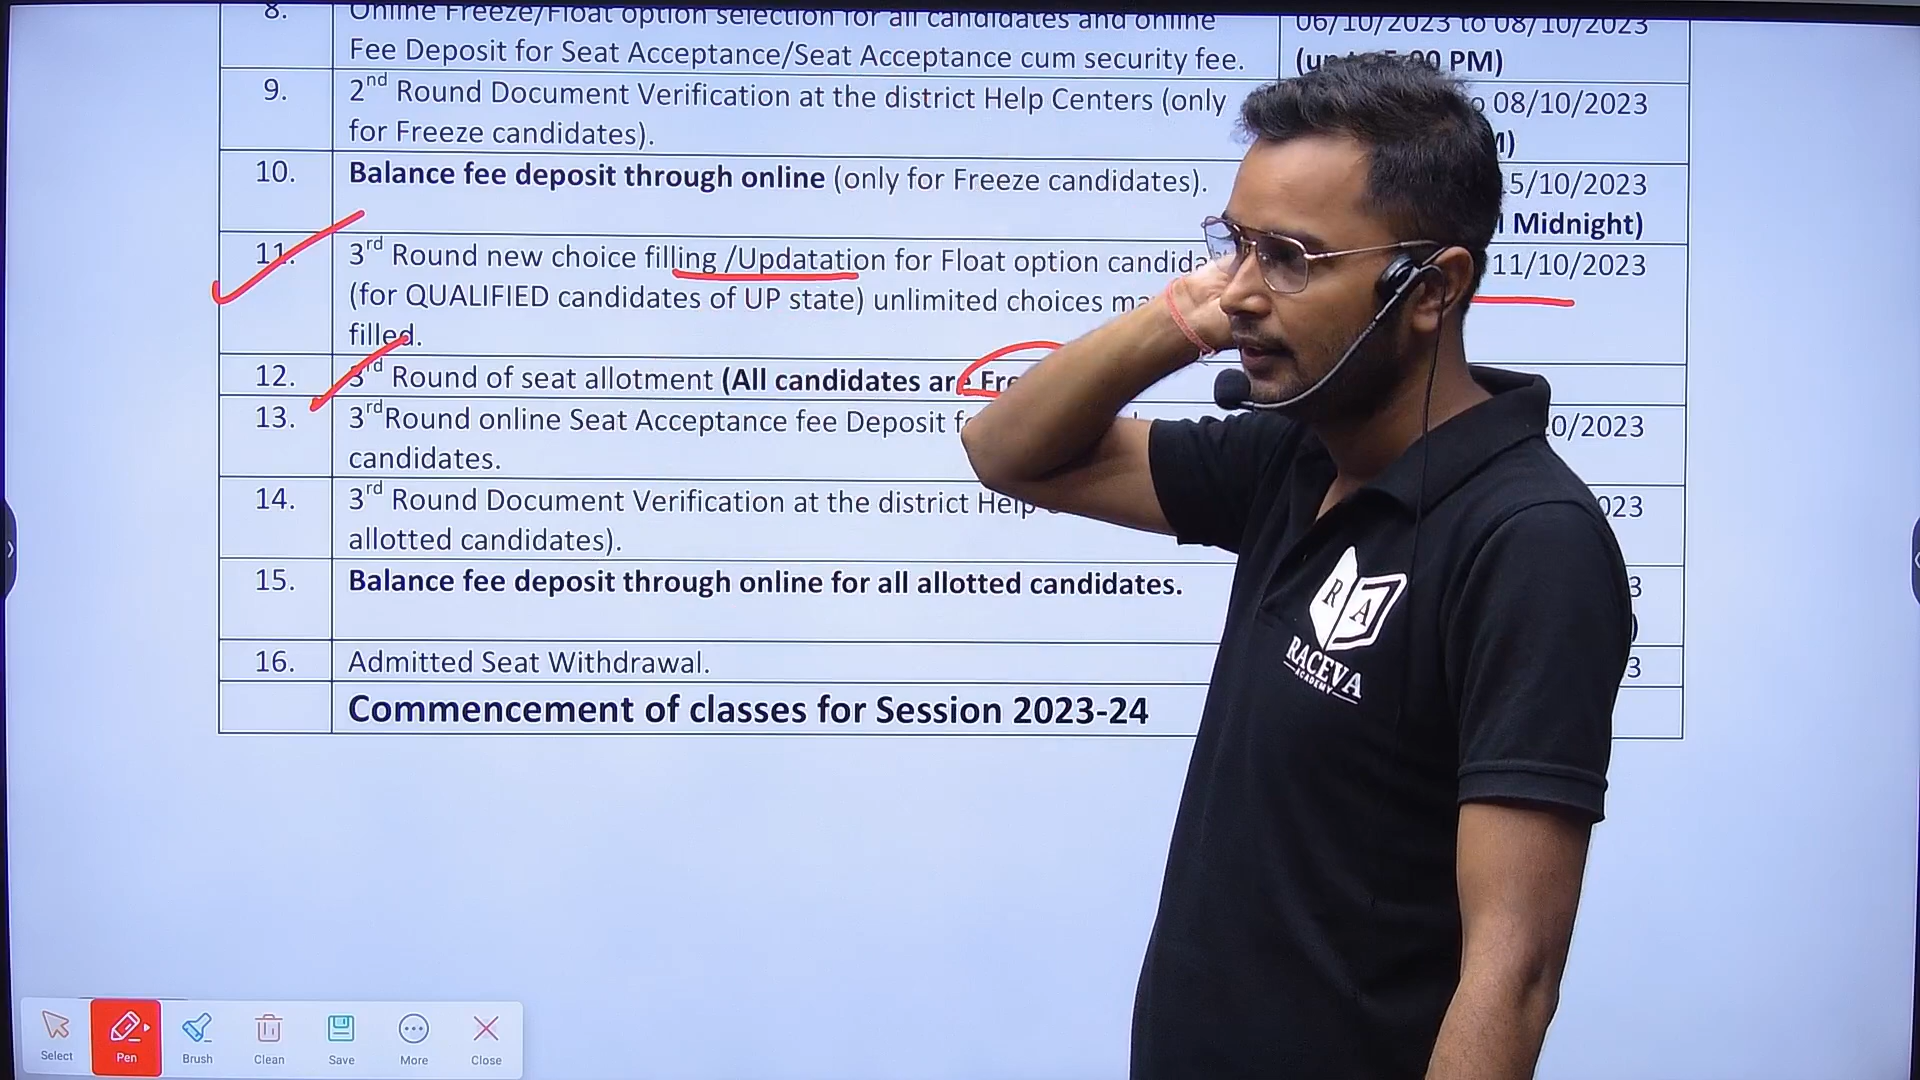 8. Online Freeze/Float option selection for all candidates and online 06/10/2023 to 08/10/2023
Fee Deposit for Seat Acceptance/Seat Acceptance cum security fee. PM)
9. 2nd Round Document Verification at the district Help Centers (only 08/10/2023
for Freeze candidates).
10. Balance fee deposit through online (only for Freeze candidates). 15/10/2023
Midnight)
11. 3rd Round new choice filling /Updatation for Float option 11/10/2023
(for QUALIFIED candidates of UP state) unlimited choices
filled.
12. 3rd Round of seat allotment (All candidates are
13. 3rd Round online Seat Acceptance fee Deposit
candidates.
14. 3rd Round Document Verification at the district Help
allotted candidates).
15. Balance fee deposit through online for all allotted candidates.
16. Admitted Seat Withdrawal.
Commencement of classes for Session 2023-24
R A
RACEVA
ACADEMY
Select Pen Brush Clean Save More Close